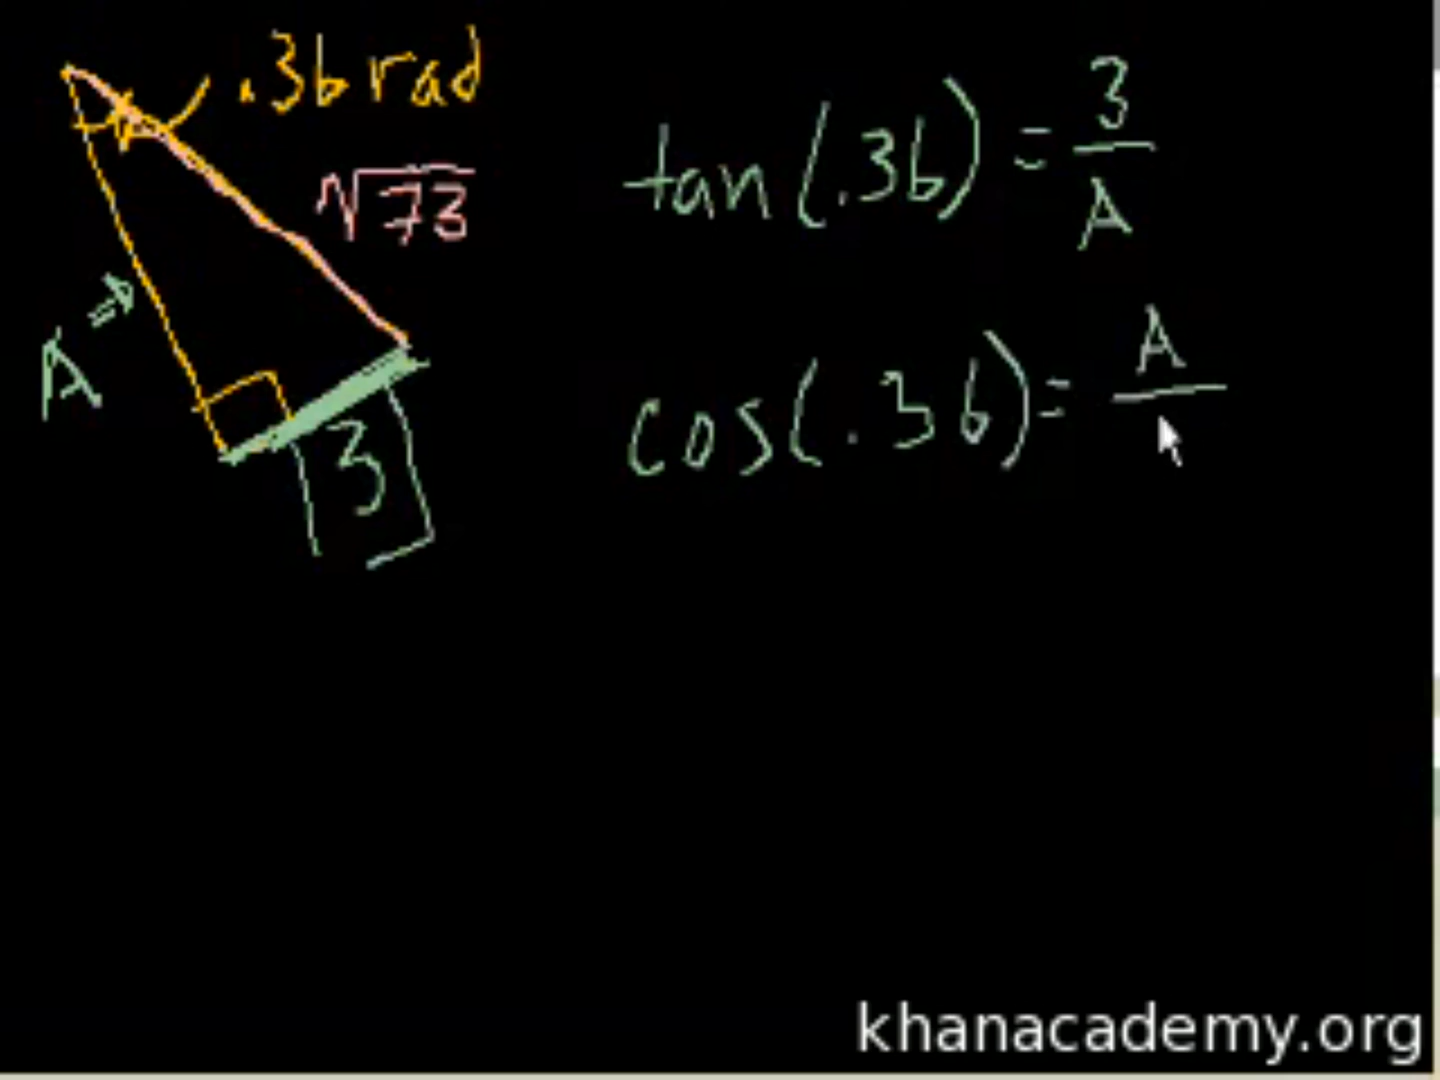 .36 rad
√73
A
3
tan(.36) = 3/A
cos(.36) = A/
khanacademy.org